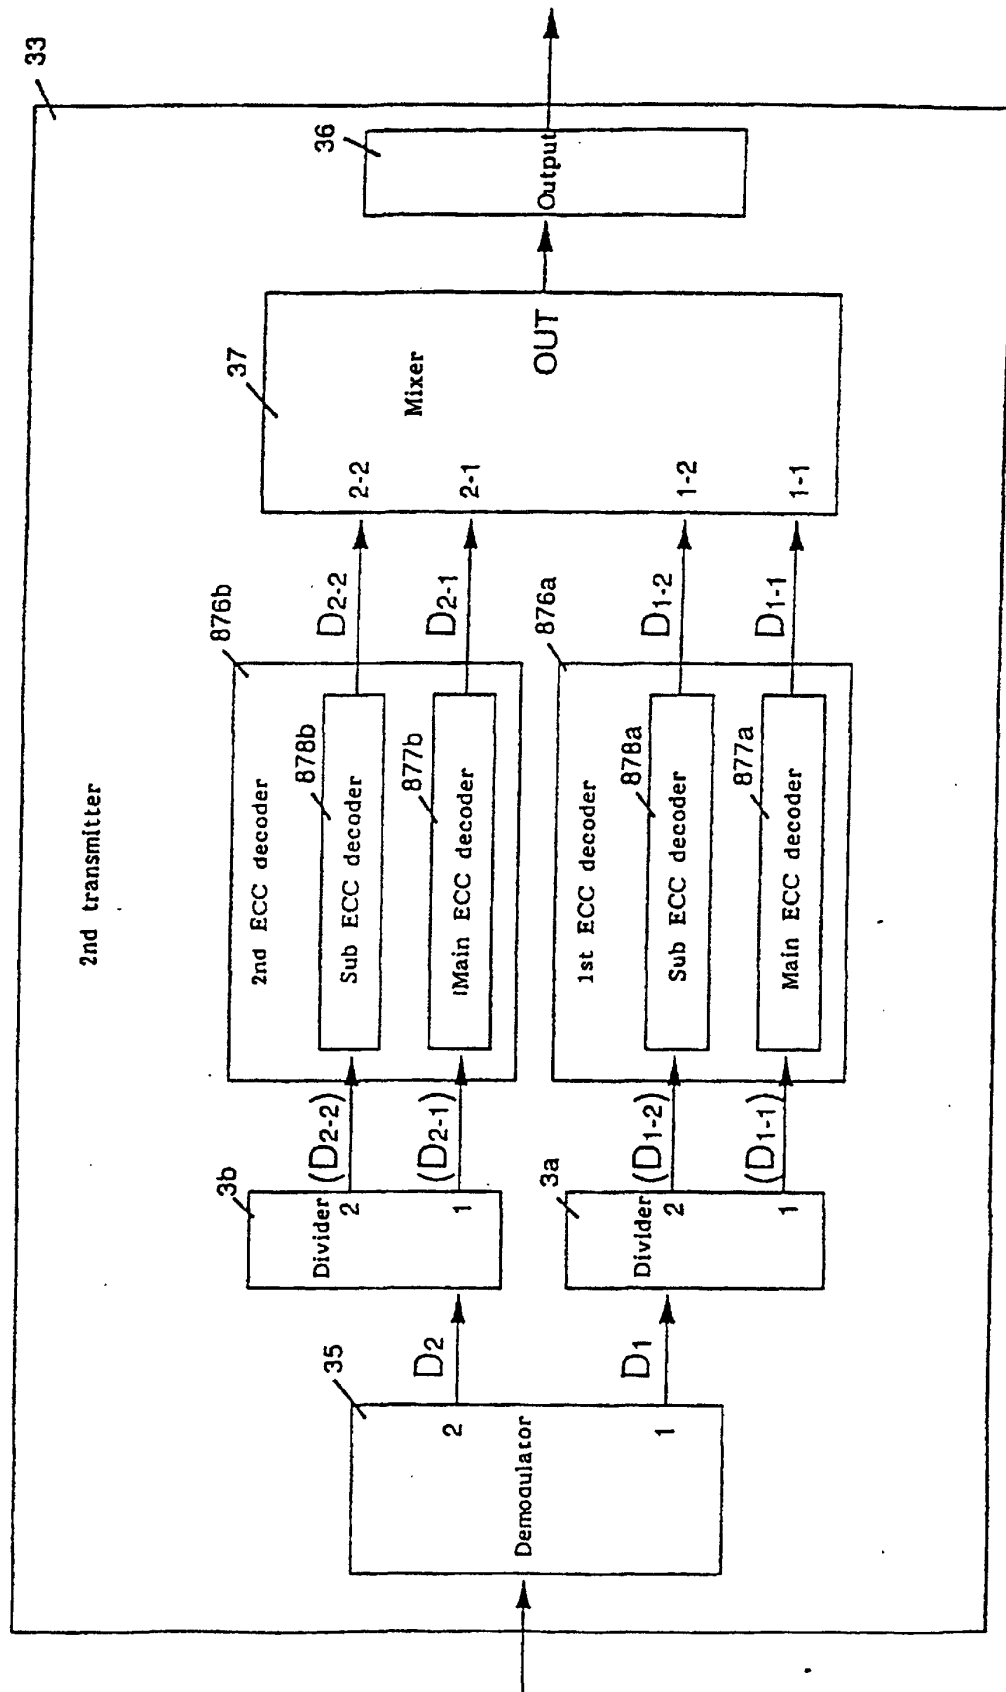 33
2nd transmitter
35
Demodulator
2
1
D2
D1
3b
Divider
2
1
(D2-2)
(D2-1)
3a
Divider
2
1
(D1-2)
(D1-1)
876b
2nd ECC decoder
878b
Sub ECC decoder
877b
Main ECC decoder
876a
1st ECC decoder
878a
Sub ECC decoder
877a
Main ECC decoder
D2-2
D2-1
D1-2
D1-1
37
Mixer
2-2
2-1
1-2
1-1
OUT
36
Output